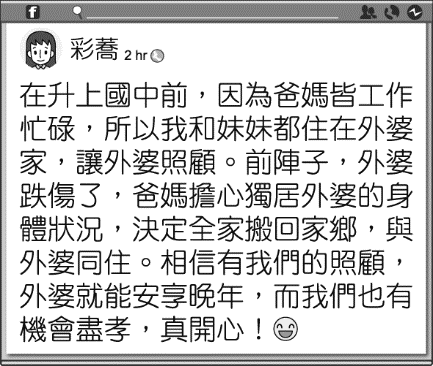 f
彩蕎 2 hr
在升上國中前，因為爸媽皆工作
忙碌，所以我和妹妹都住在外婆
家，讓外婆照顧。前陣子，外婆
跌傷了，爸媽擔心獨居外婆的身
體狀況，決定全家搬回家鄉，與
外婆同住。相信有我們的照顧，
外婆就能安享晚年，而我們也有
機會盡孝，真開心！